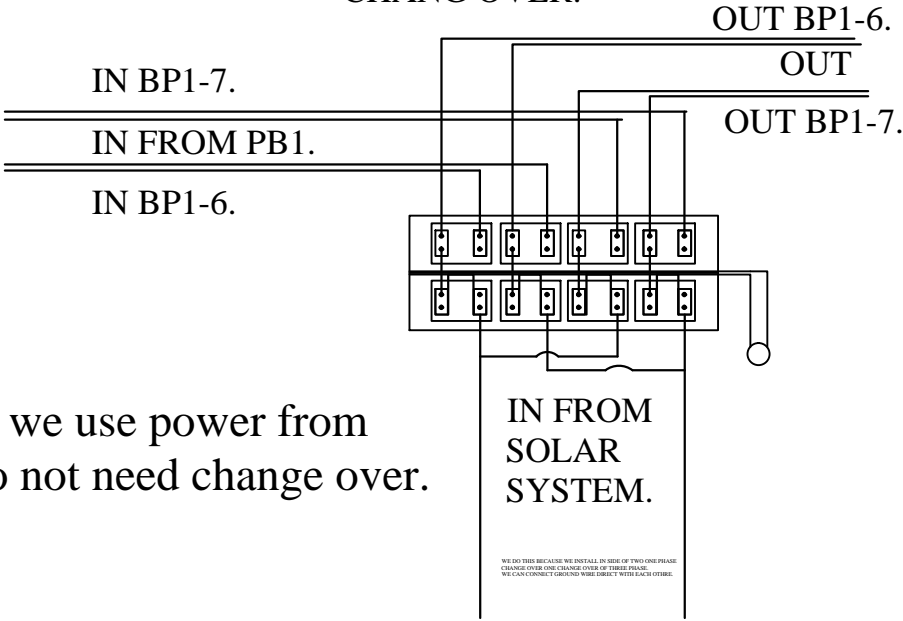 CHANG OVER.
OUT BP1-6.
OUT
IN BP1-7.
OUT BP1-7.
IN FROM PB1.
IN BP1-6.
we use power from
not need change over.
IN FROM
SOLAR
SYSTEM.
WE DO THIS BECAUSE WE INSTALL IN SIDE OF TWO ONE PHASE
CHANGE OVER ONE CHANGE OVER OF THREE PHASE.
WE CAN CONNECT GROUND WIRE DIRECT WITH EACH OTHRE.